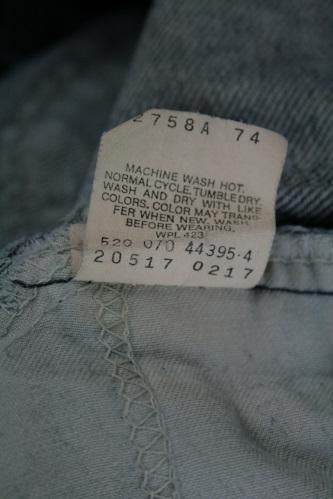 2758A 74
MACHINE WASH HOT.
NORMAL CYCLE. TUMBLE DRY.
WASH AND DRY WITH LIKE
COLORS. COLOR MAY TRANS-
FER WHEN NEW. WASH
BEFORE WEARING.
WPL 423
520 070 44395-4
20517 0217